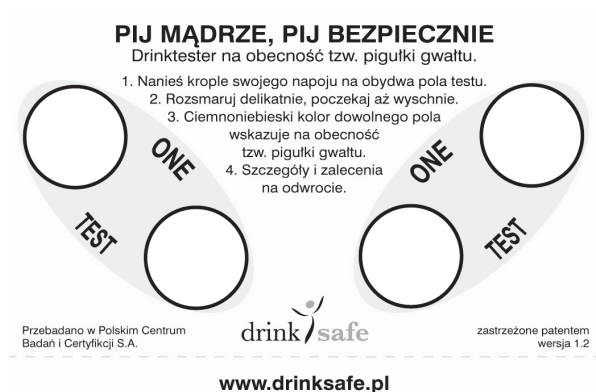 PIJ MĄDRZE, PIJ BEZPIECZNIE
Drinktester na obecność tzw. pigułki gwałtu.
1. Nanieś krople swojego napoju na obydwa pola testu.
2. Rozsmaruj delikatnie, poczekaj aż wyschnie.
3. Ciemnoniebieski kolor dowolnego pola
wskazuje na obecność
tzw. pigułki gwałtu.
4. Szczegóły i zalecenia
na odwrocie.
ONE
TEST
ONE
TEST
Przebadano w Polskim Centrum
Badań i Certyfikcji S.A.
drink safe
zastrzeżone patentem
wersja 1.2
www.drinksafe.pl